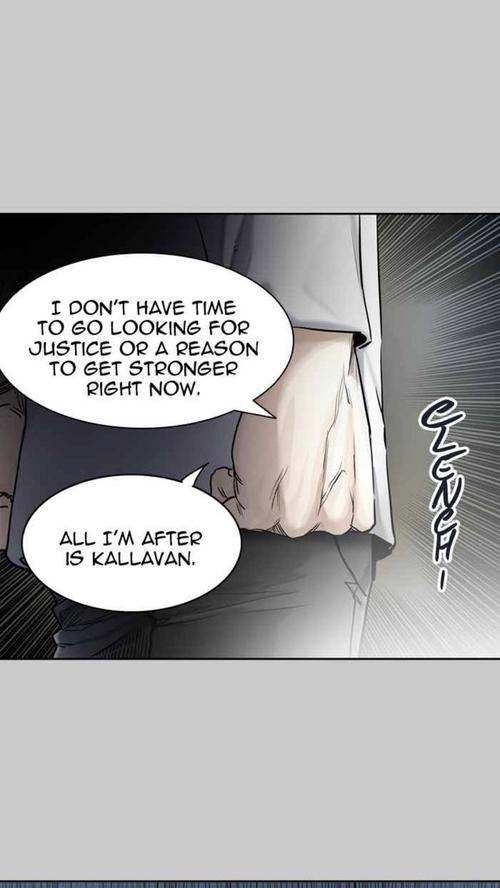 I DON'T HAVE TIME
TO GO LOOKING FOR
JUSTICE OR A REASON
TO GET STRONGER
RIGHT NOW.
CLENCH-
ALL I'M AFTER
IS KALLAVAN.